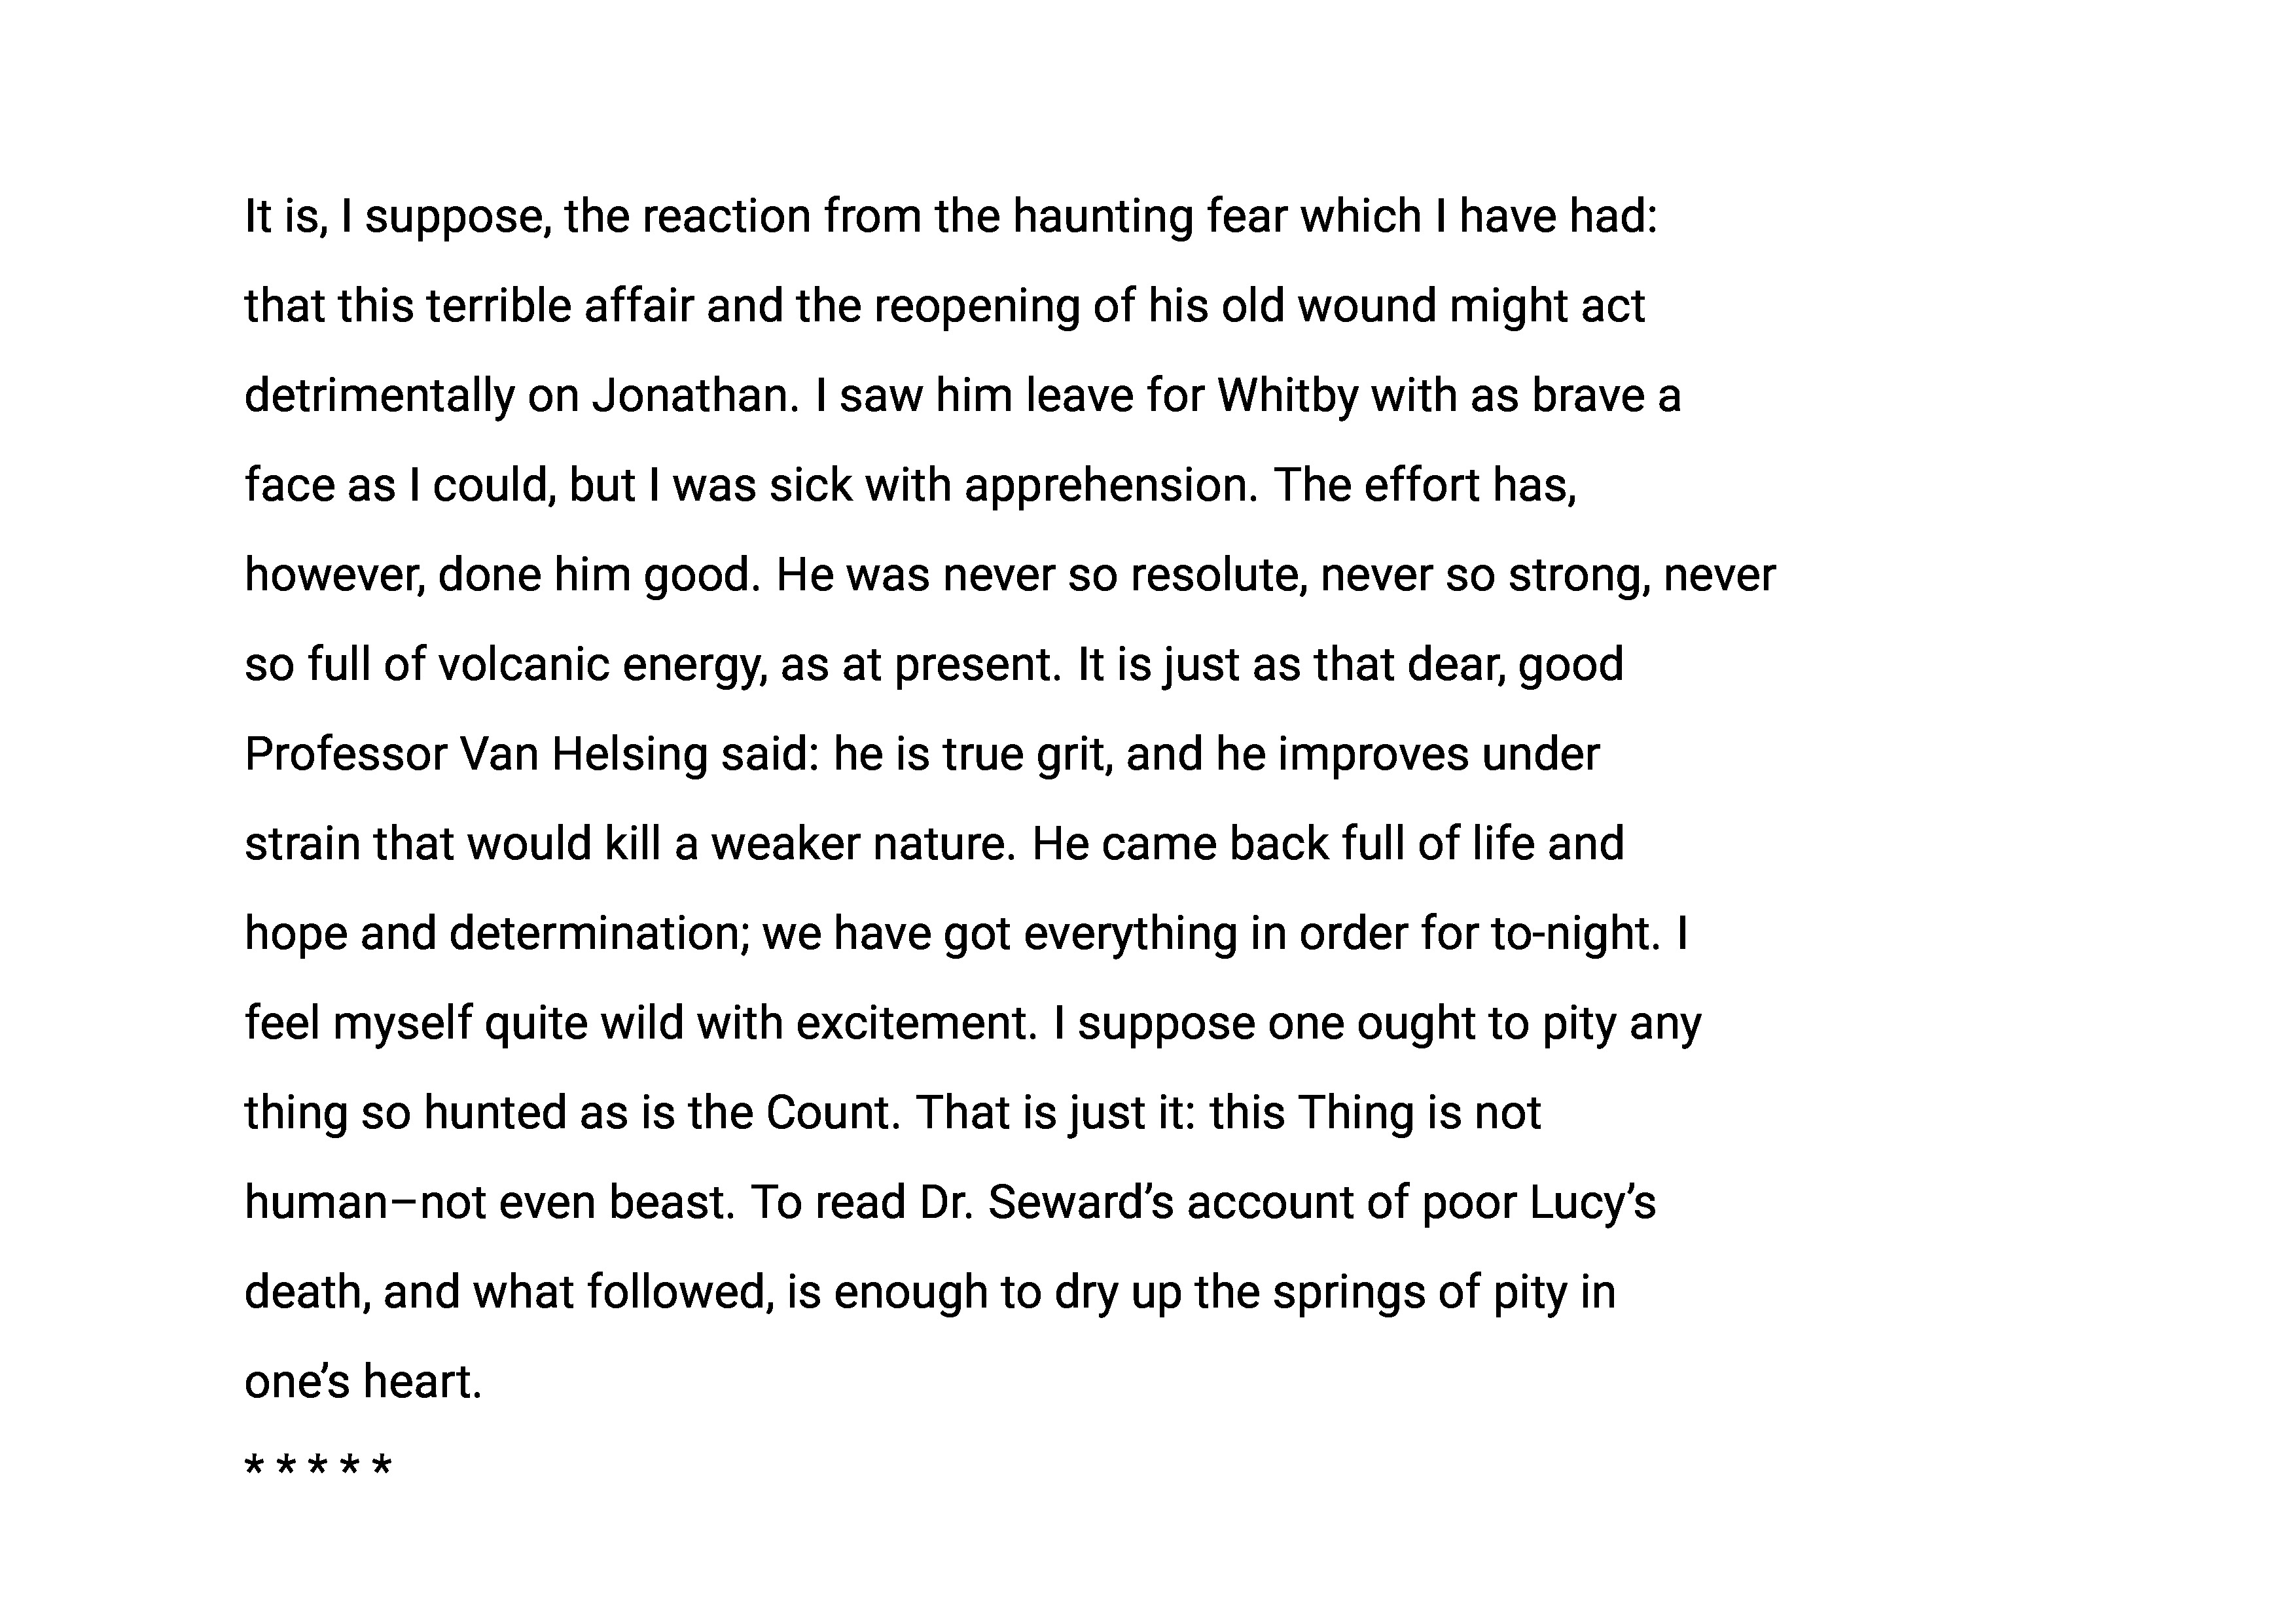 It is, I suppose, the reaction from the haunting fear which I have had:
that this terrible affair and the reopening of his old wound might act
detrimentally on Jonathan. I saw him leave for Whitby with as brave a
face as I could, but I was sick with apprehension. The effort has,
however, done him good. He was never so resolute, never so strong, never
so full of volcanic energy, as at present. It is just as that dear, good
Professor Van Helsing said: he is true grit, and he improves under
strain that would kill a weaker nature. He came back full of life and
hope and determination; we have got everything in order for to-night. I
feel myself quite wild with excitement. I suppose one ought to pity any
thing so hunted as is the Count. That is just it: this Thing is not
human–not even beast. To read Dr. Seward’s account of poor Lucy’s
death, and what followed, is enough to dry up the springs of pity in
one’s heart.
* * * * *